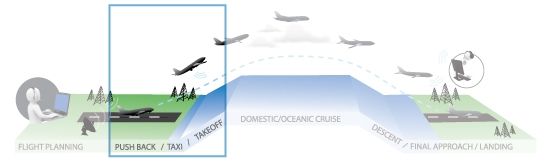 FLIGHT PLANNING
PUSH BACK / TAXI / TAKEOFF
DOMESTIC/OCEANIC CRUISE
DESCENT / FINAL APPROACH / LANDING